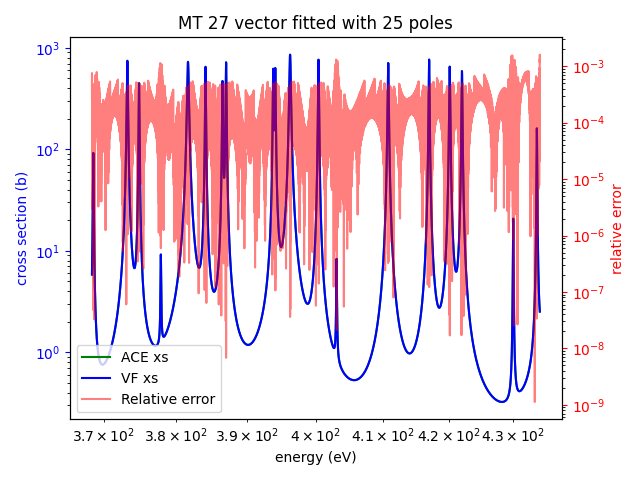 MT 27 vector fitted with 25 poles
10³
10²
10¹
10⁰
cross section (b)
10⁻³
10⁻⁴
10⁻⁵
10⁻⁶
10⁻⁷
10⁻⁸
10⁻⁹
relative error
ACE xs
VF xs
Relative error
3.7 × 10² 3.8 × 10² 3.9 × 10² 4 × 10² 4.1 × 10² 4.2 × 10² 4.3 × 10²
energy (eV)